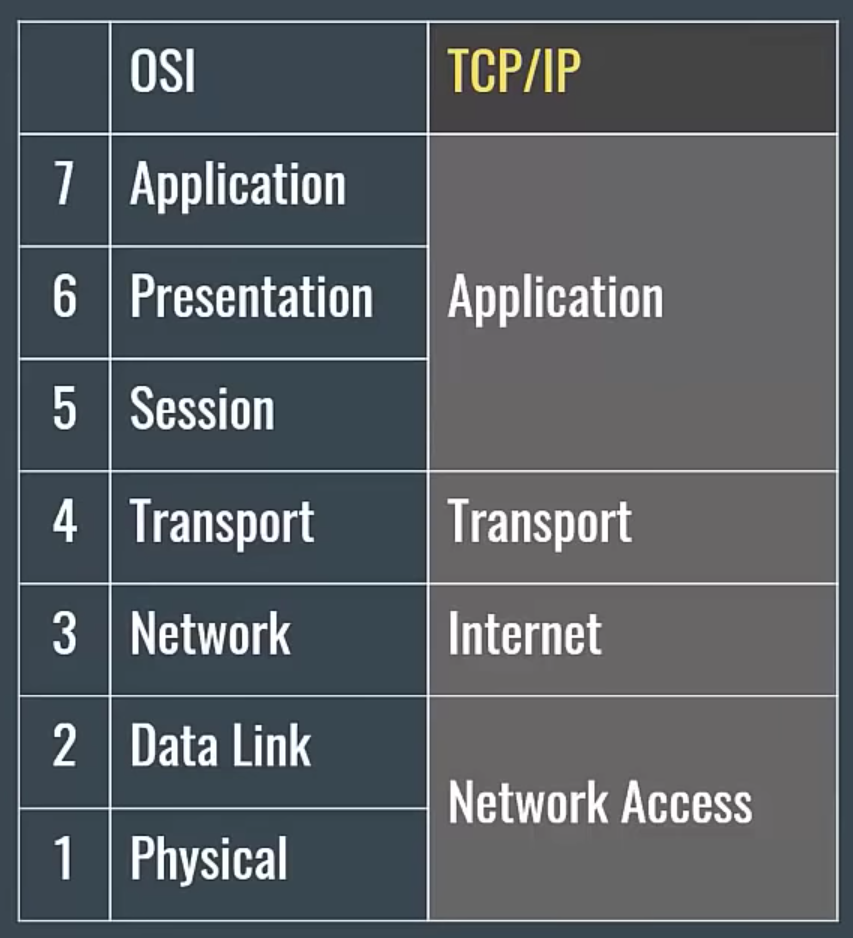 OSI TCP/IP
7 Application
6 Presentation Application
5 Session
4 Transport Transport
3 Network Internet
2 Data Link
Network Access
1 Physical